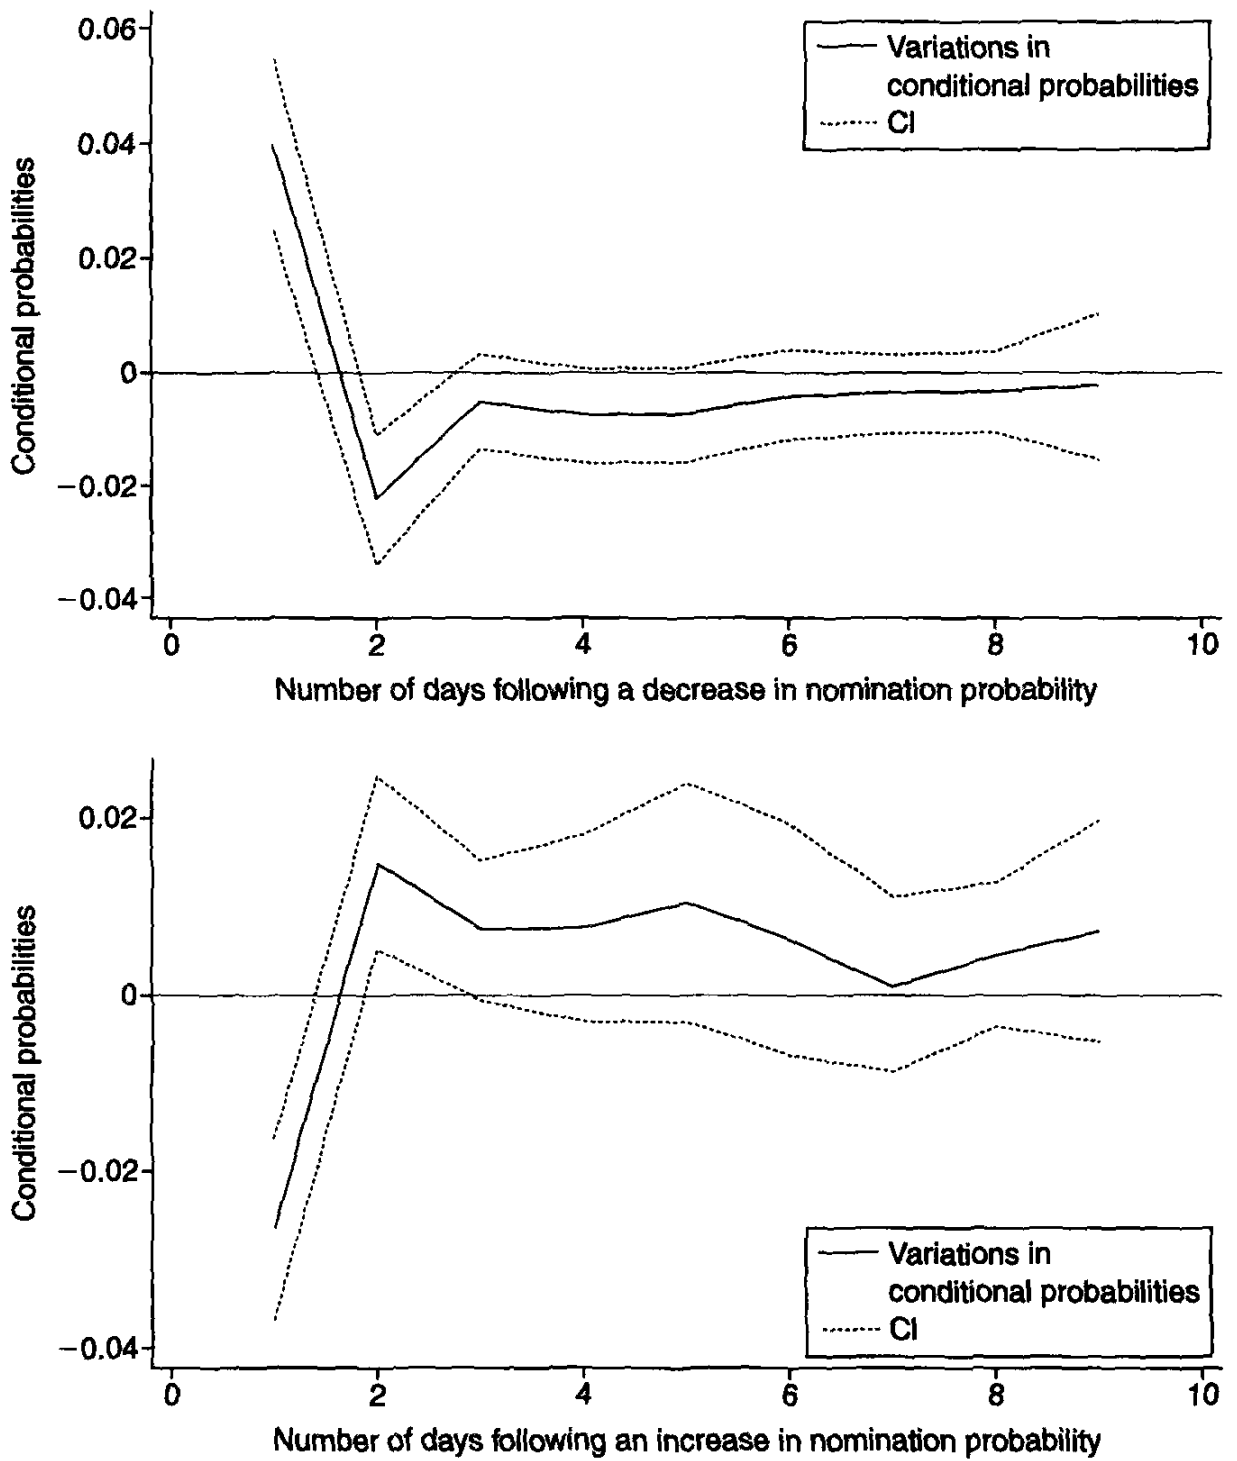 0.06
0.04
0.02
0
−0.02
−0.04
Conditional probabilities
Variations in
conditional probabilities
CI
0 2 4 6 8 10
Number of days following a decrease in nomination probability
0.02
0
−0.02
−0.04
Conditional probabilities
Variations in
conditional probabilities
CI
0 2 4 6 8 10
Number of days following an increase in nomination probability